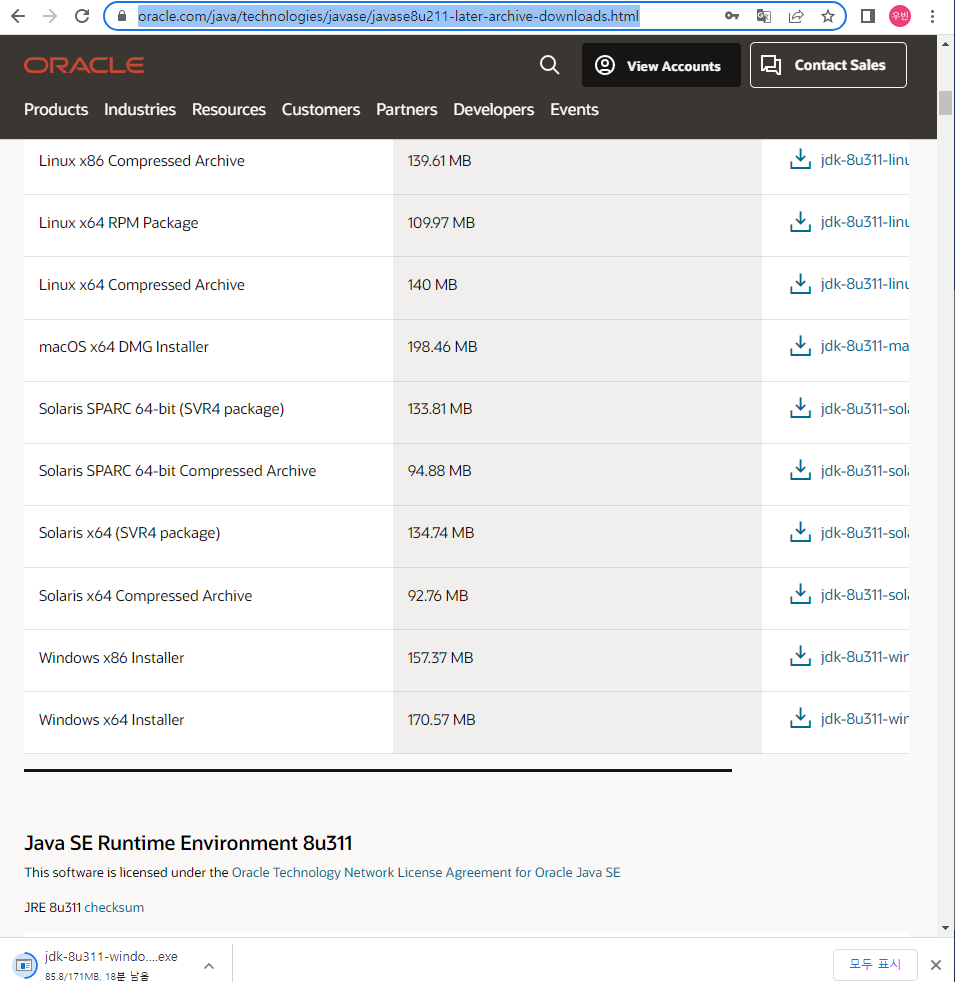 oracle.com/java/technologies/javase/javase8u211-later-archive-downloads.html
우빈
ORACLE
View Accounts
Contact Sales
Products Industries Resources Customers Partners Developers Events
Linux x86 Compressed Archive 139.61 MB jdk-8u311-linu
Linux x64 RPM Package 109.97 MB jdk-8u311-linu
Linux x64 Compressed Archive 140 MB jdk-8u311-linu
macOS x64 DMG Installer 198.46 MB jdk-8u311-ma
Solaris SPARC 64-bit (SVR4 package) 133.81 MB jdk-8u311-sola
Solaris SPARC 64-bit Compressed Archive 94.88 MB jdk-8u311-sola
Solaris x64 (SVR4 package) 134.74 MB jdk-8u311-sola
Solaris x64 Compressed Archive 92.76 MB jdk-8u311-sola
Windows x86 Installer 157.37 MB jdk-8u311-win
Windows x64 Installer 170.57 MB jdk-8u311-win
Java SE Runtime Environment 8u311
This software is licensed under the Oracle Technology Network License Agreement for Oracle Java SE
JRE 8u311 checksum
jdk-8u311-windo....exe
85.8/171MB, 18분 남음
모두 표시